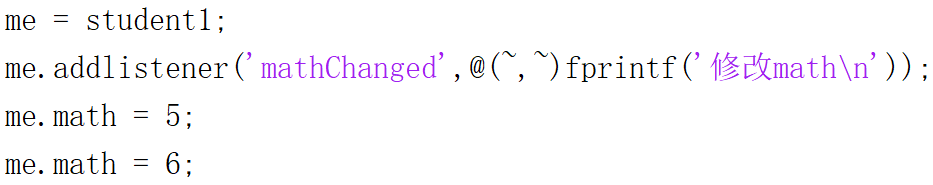 me = student1;
me.addlistener('mathChanged',@(~,~)fprintf('修改math\n'));
me.math = 5;
me.math = 6;